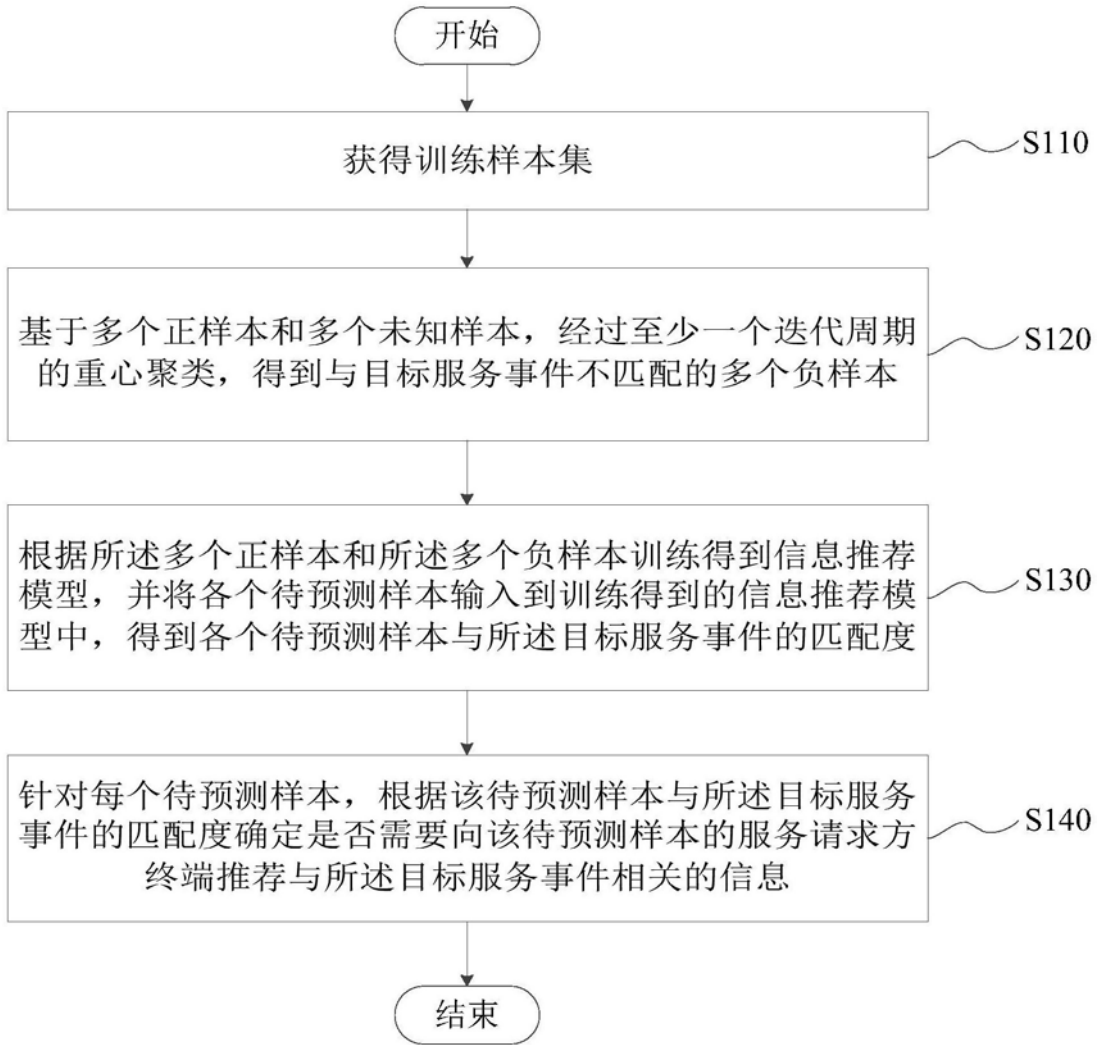 开始
获得训练样本集
S110
基于多个正样本和多个未知样本，经过至少一个迭代周期
的重心聚类，得到与目标服务事件不匹配的多个负样本
S120
根据所述多个正样本和所述多个负样本训练得到信息推荐
模型，并将各个待预测样本输入到训练得到的信息推荐模
型中，得到各个待预测样本与所述目标服务事件的匹配度
S130
针对每个待预测样本，根据该待预测样本与所述目标服务
事件的匹配度确定是否需要向该待预测样本的服务请求方
终端推荐与所述目标服务事件相关的信息
S140
结束